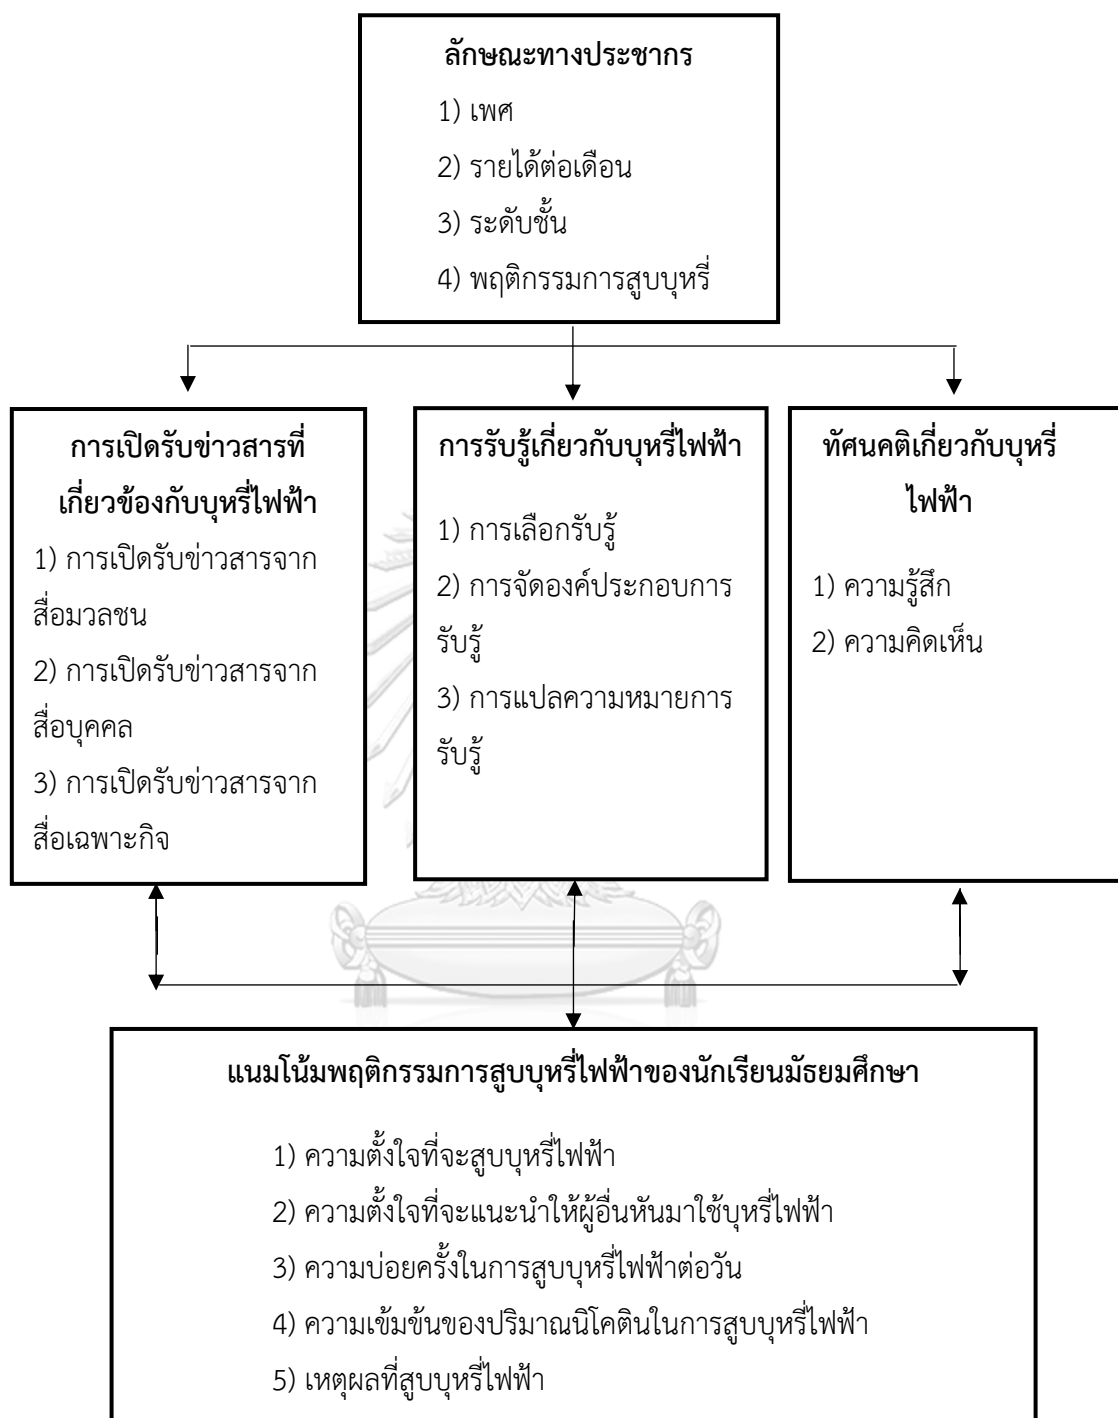 ลักษณะทางประชากร
1) เพศ
2) รายได้ต่อเดือน
3) ระดับชั้น
4) พฤติกรรมการสูบบุหรี่
การเปิดรับข่าวสารที่
เกี่ยวข้องกับบุหรี่ไฟฟ้า
1) การเปิดรับข่าวสารจาก
สื่อมวลชน
2) การเปิดรับข่าวสารจาก
สื่อบุคคล
3) การเปิดรับข่าวสารจาก
สื่อเฉพาะกิจ
การรับรู้เกี่ยวกับบุหรี่ไฟฟ้า
1) การเลือกรับรู้
2) การจัดองค์ประกอบการ
รับรู้
3) การแปลความหมายการ
รับรู้
ทัศนคติเกี่ยวกับบุหรี่
ไฟฟ้า
1) ความรู้สึก
2) ความคิดเห็น
แนมโน้มพฤติกรรมการสูบบุหรี่ไฟฟ้าของนักเรียนมัธยมศึกษา
1) ความตั้งใจที่จะสูบบุหรี่ไฟฟ้า
2) ความตั้งใจที่จะแนะนำให้ผู้อื่นหันมาใช้บุหรี่ไฟฟ้า
3) ความบ่อยครั้งในการสูบบุหรี่ไฟฟ้าต่อวัน
4) ความเข้มข้นของปริมาณนิโคตินในการสูบบุหรี่ไฟฟ้า
5) เหตุผลที่สูบบุหรี่ไฟฟ้า